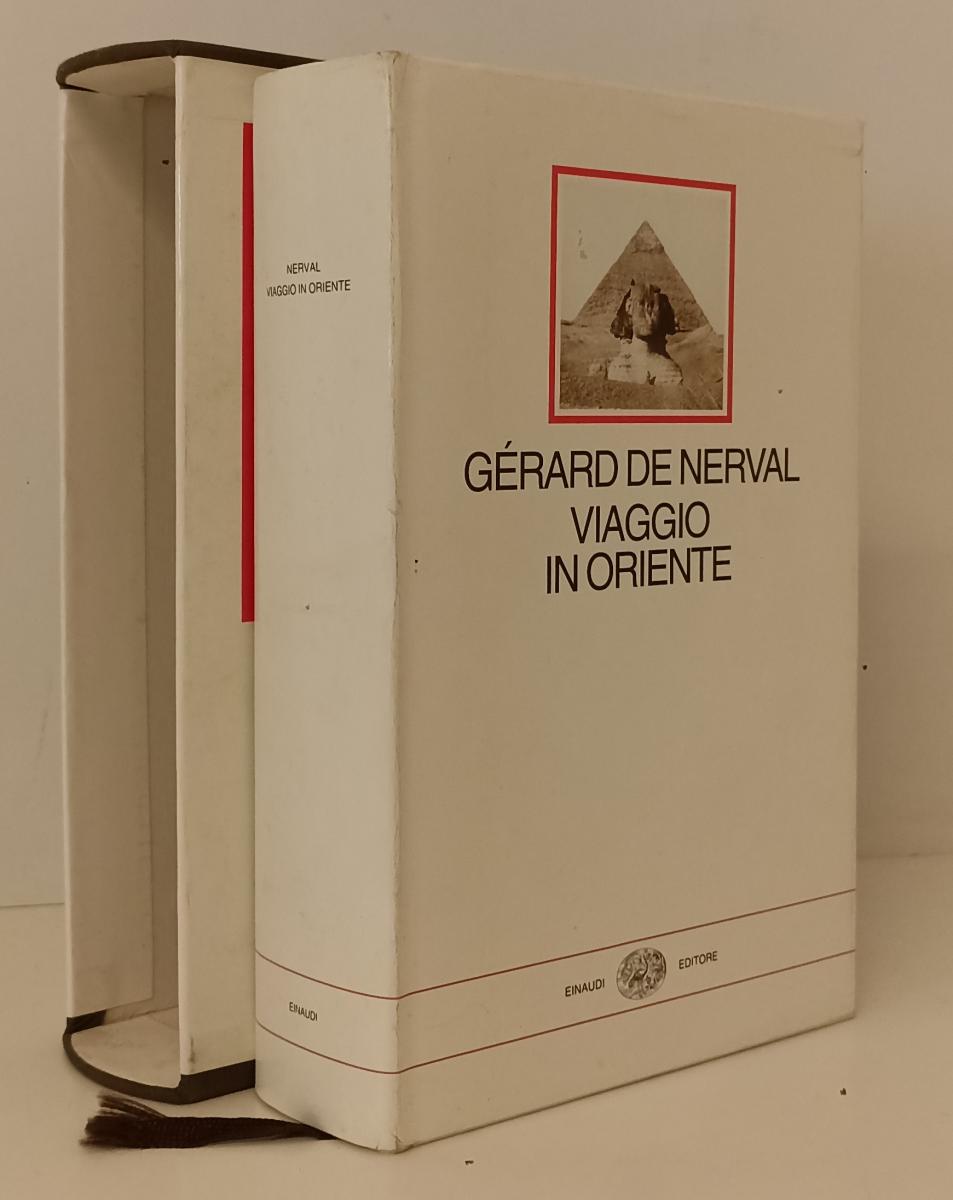 NERVAL
VIAGGIO IN ORIENTE
EINAUDI
GÉRARD DE NERVAL
VIAGGIO
IN ORIENTE
EINAUDI EDITORE